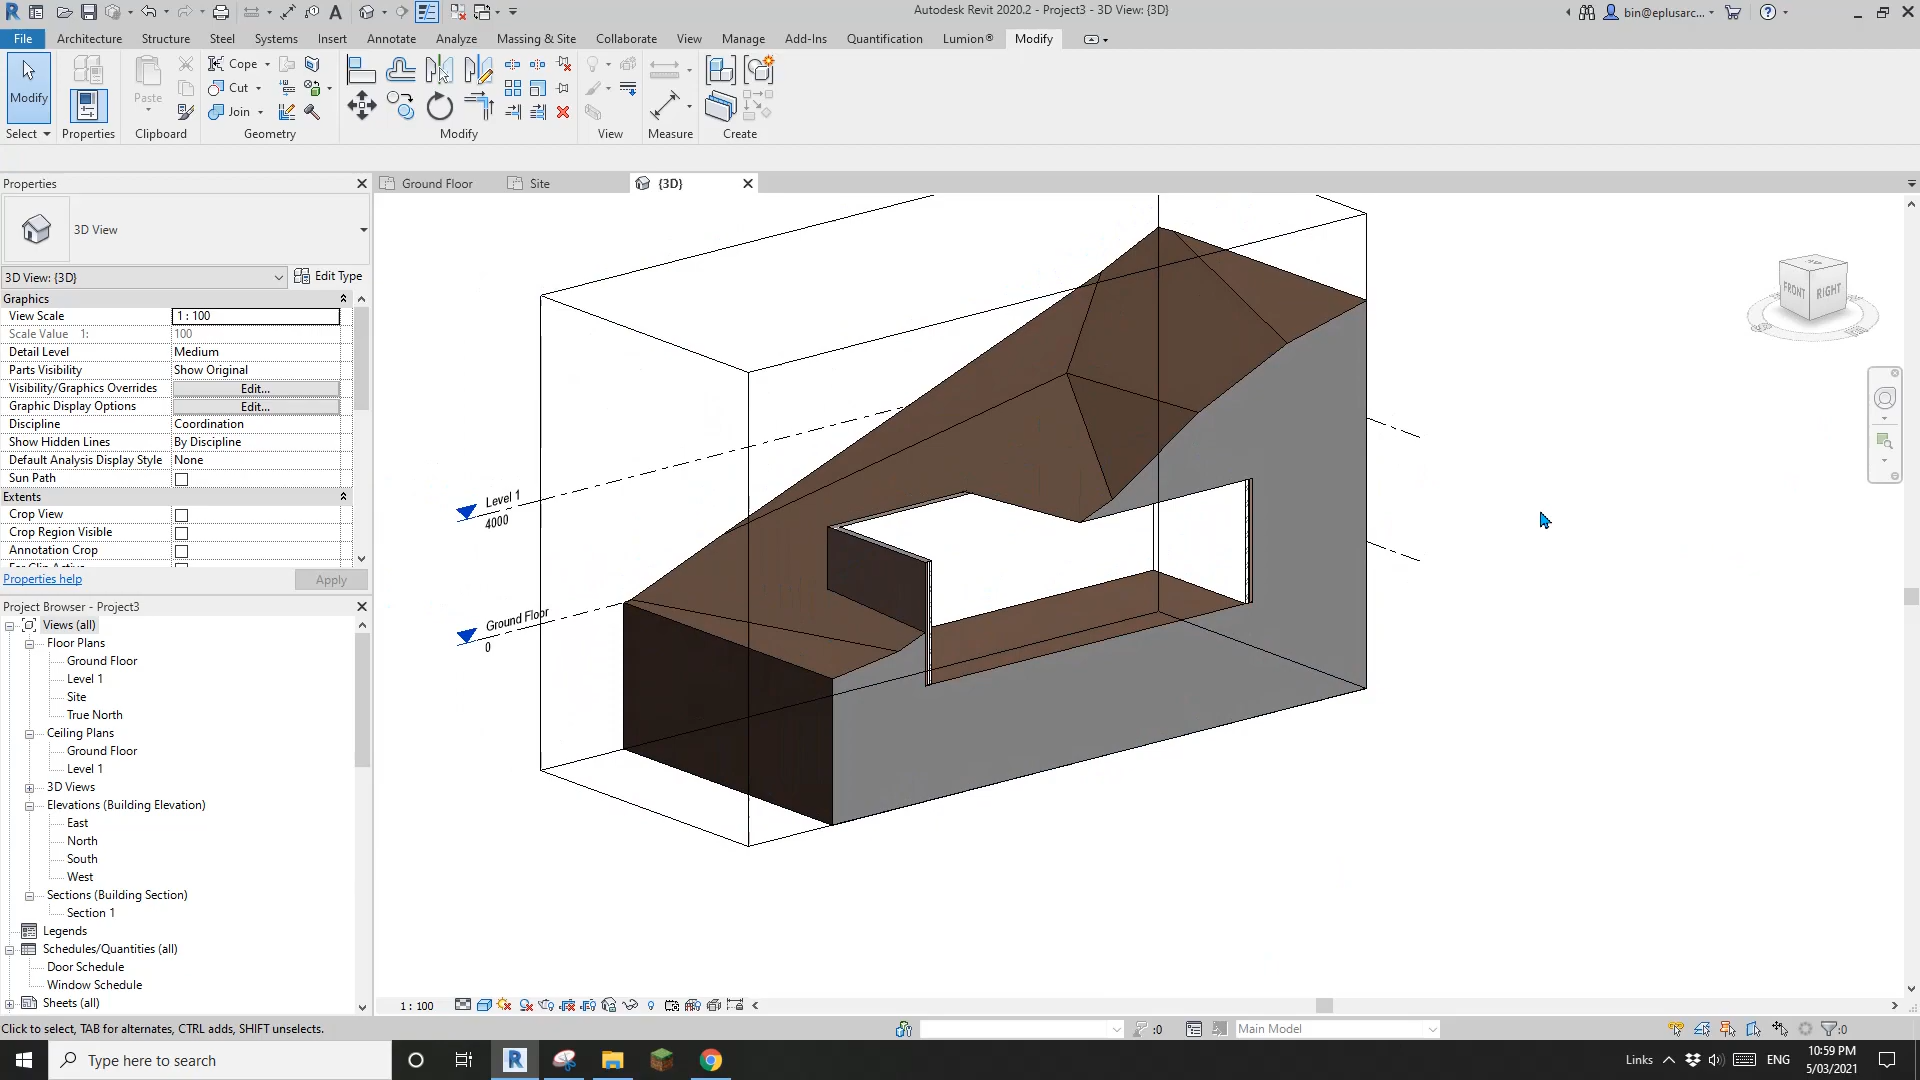 Autodesk Revit 2020.2 - Project3 - 3D View: {3D}
bin@eplusarc...
File
Architecture
Structure
Steel
Systems
Insert
Annotate
Analyze
Massing & Site
Collaborate
View
Manage
Add-Ins
Quantification
Lumion®
Modify
Modify
Paste
Cope
Cut
Join
Select
Properties
Clipboard
Geometry
Modify
View
Measure
Create
Properties
Ground Floor
Site
{3D}
3D View
3D View: {3D}
Edit Type
Graphics
View Scale
1 : 100
Scale Value 1:
100
Detail Level
Medium
Parts Visibility
Show Original
Visibility/Graphics Overrides
Edit...
Graphic Display Options
Edit...
Discipline
Coordination
Show Hidden Lines
By Discipline
Default Analysis Display Style
None
Sun Path
Extents
Crop View
Crop Region Visible
Annotation Crop
Properties help
Apply
Project Browser - Project3
Views (all)
Floor Plans
Ground Floor
Level 1
Site
True North
Ceiling Plans
Ground Floor
Level 1
3D Views
Elevations (Building Elevation)
East
North
South
West
Sections (Building Section)
Section 1
Legends
Schedules/Quantities (all)
Door Schedule
Window Schedule
Sheets (all)
Level 1
4000
Ground Floor
0
FRONT
RIGHT
1 : 100
Click to select, TAB for alternates, CTRL adds, SHIFT unselects.
:0
Main Model
:0
Type here to search
Links
ENG
10:59 PM
5/03/2021